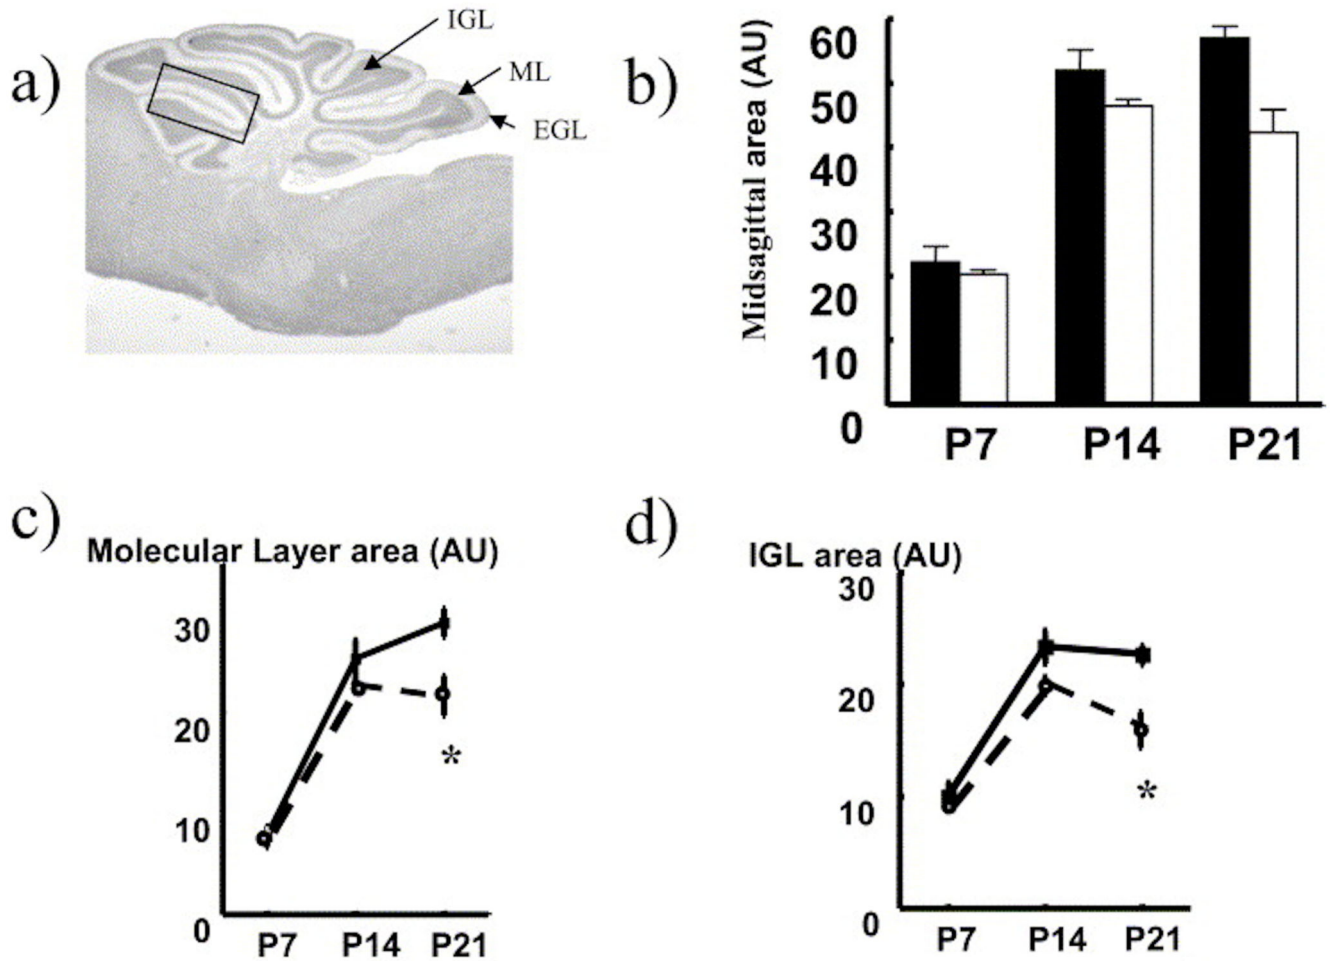 a)
IGL
ML
EGL
b)
Midsagittal area (AU)
60
50
40
30
20
10
0
P7 P14 P21
c)
Molecular Layer area (AU)
30
20
10
0
P7 P14 P21
*
d)
IGL area (AU)
30
20
10
0
P7 P14 P21
*